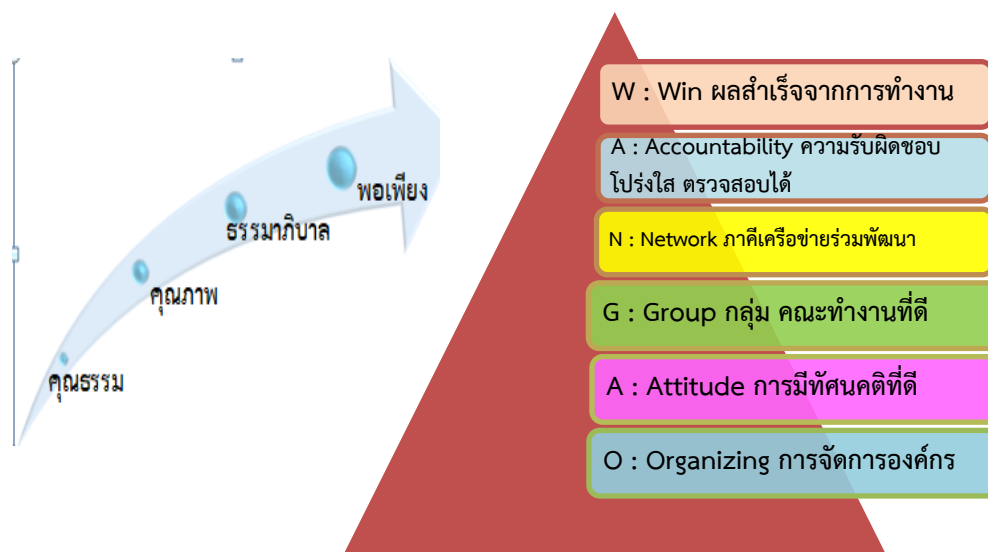 พอเพียง
ธรรมาภิบาล
คุณภาพ
คุณธรรม
W : Win ผลสำเร็จจากการทำงาน
A : Accountability ความรับผิดชอบ
โปร่งใส ตรวจสอบได้
N : Network ภาคีเครือข่ายร่วมพัฒนา
G : Group กลุ่ม คณะทำงานที่ดี
A : Attitude การมีทัศนคติที่ดี
O : Organizing การจัดการองค์กร